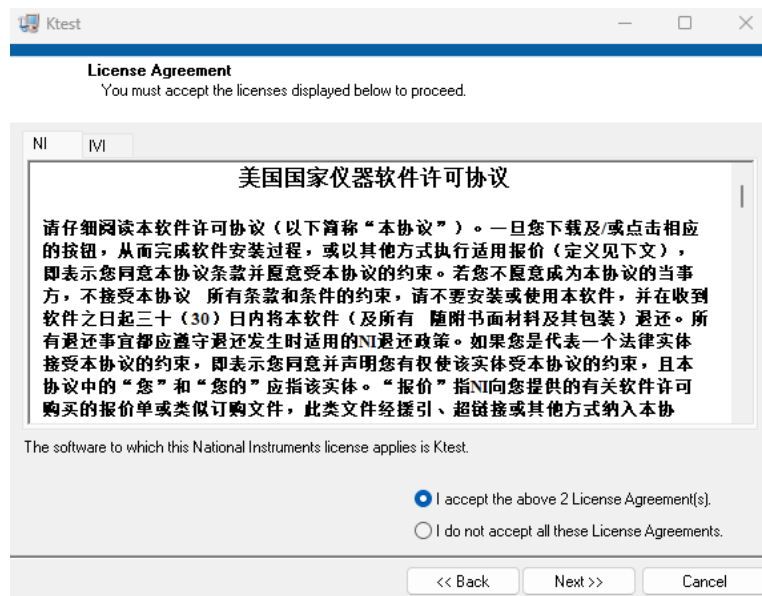 Ktest
License Agreement
You must accept the licenses displayed below to proceed.
NI
IVI
美国国家仪器软件许可协议
请仔细阅读本软件许可协议（以下简称“本协议”）。一旦您下载及/或点击相应
的按钮，从而完成软件安装过程，或以其他方式执行适用报价（定义见下文），
即表示您同意本协议条款并愿意受本协议的约束。若您不愿意成为本协议的当事
方，不接受本协议 所有条款和条件的约束，请不要安装或使用本软件，并在收到
软件之日起三十（30）日内将本软件（及所有 随附书面材料及其包装）退还。所
有退还事宜都应遵守退还发生时适用的NI退还政策。如果您是代表一个法律实体
接受本协议的约束，即表示您同意并声明您有权使该实体受本协议的约束，且本
协议中的“您”和“您的”应指该实体。“报价”指NI向您提供的有关软件许可
购买的报价单或类似订购文件，此类文件经援引、超链接或其他方式纳入本协
The software to which this National Instruments license applies is Ktest.
I accept the above 2 License Agreement(s).
I do not accept all these License Agreements.
<< Back
Next >>
Cancel